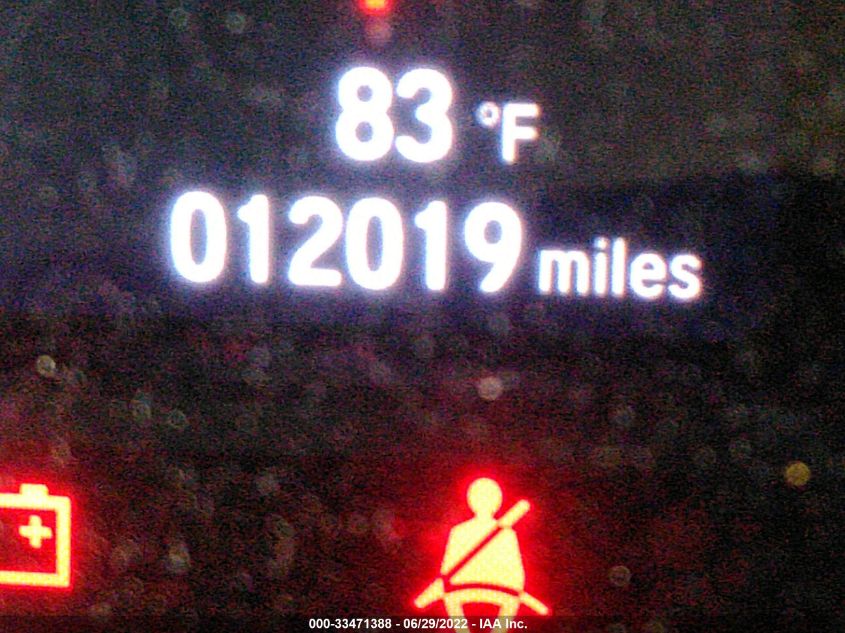 83 °F
012019 miles
000-33471388 - 06/29/2022 - IAA Inc.